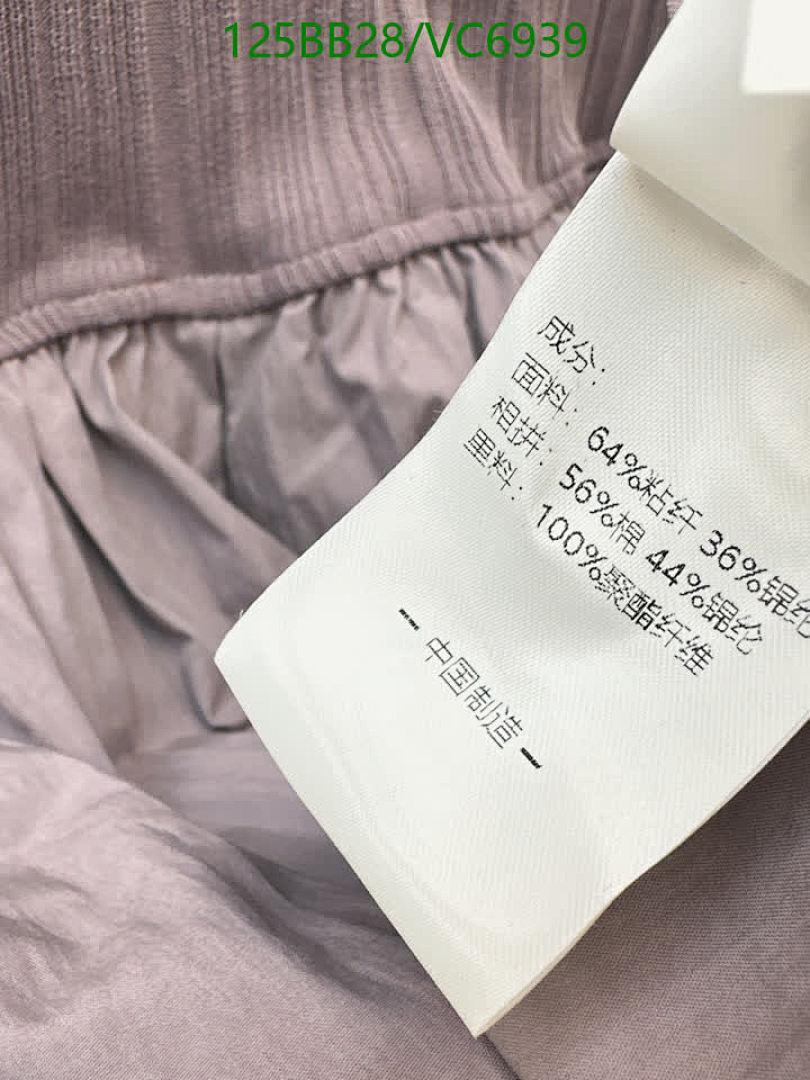 125BB28/VC6939
成分：
面料：64%粘纤 36%锦纶
相拼：56%棉 44%锦纶
里料：100%聚酯纤维
中国制造